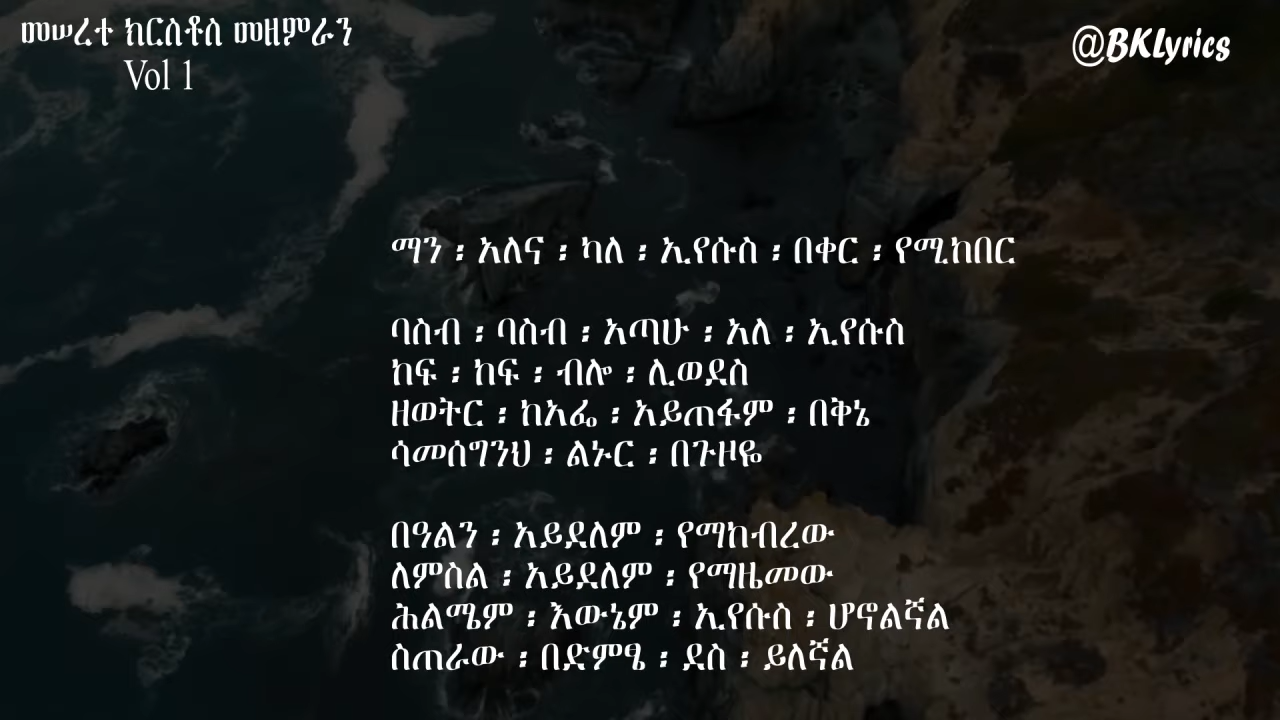 መሠረተ ክርስቶስ መዘምራን
Vol 1
@BKLyrics
ማን ፡ አለና ፡ ካለ ፡ ኢየሱስ ፡ በቀር ፡ የሚከበር
ባስብ ፡ ባስብ ፡ አጣሁ ፡ አለ ፡ ኢየሱስ
ከፍ ፡ ከፍ ፡ ብሎ ፡ ሊወደስ
ዘወትር ፡ ከአፌ ፡ አይጠፋም ፡ በቅኔ
ሳመሰግንህ ፡ ልኑር ፡ በጉዞዬ
በዓልን ፡ አይደለም ፡ የማከብረው
ለምስል ፡ አይደለም ፡ የማዜመው
ሕልሜም ፡ እውኔም ፡ ኢየሱስ ፡ ሆኖልኛል
ስጠራው ፡ በድምፄ ፡ ደስ ፡ ይለኛል